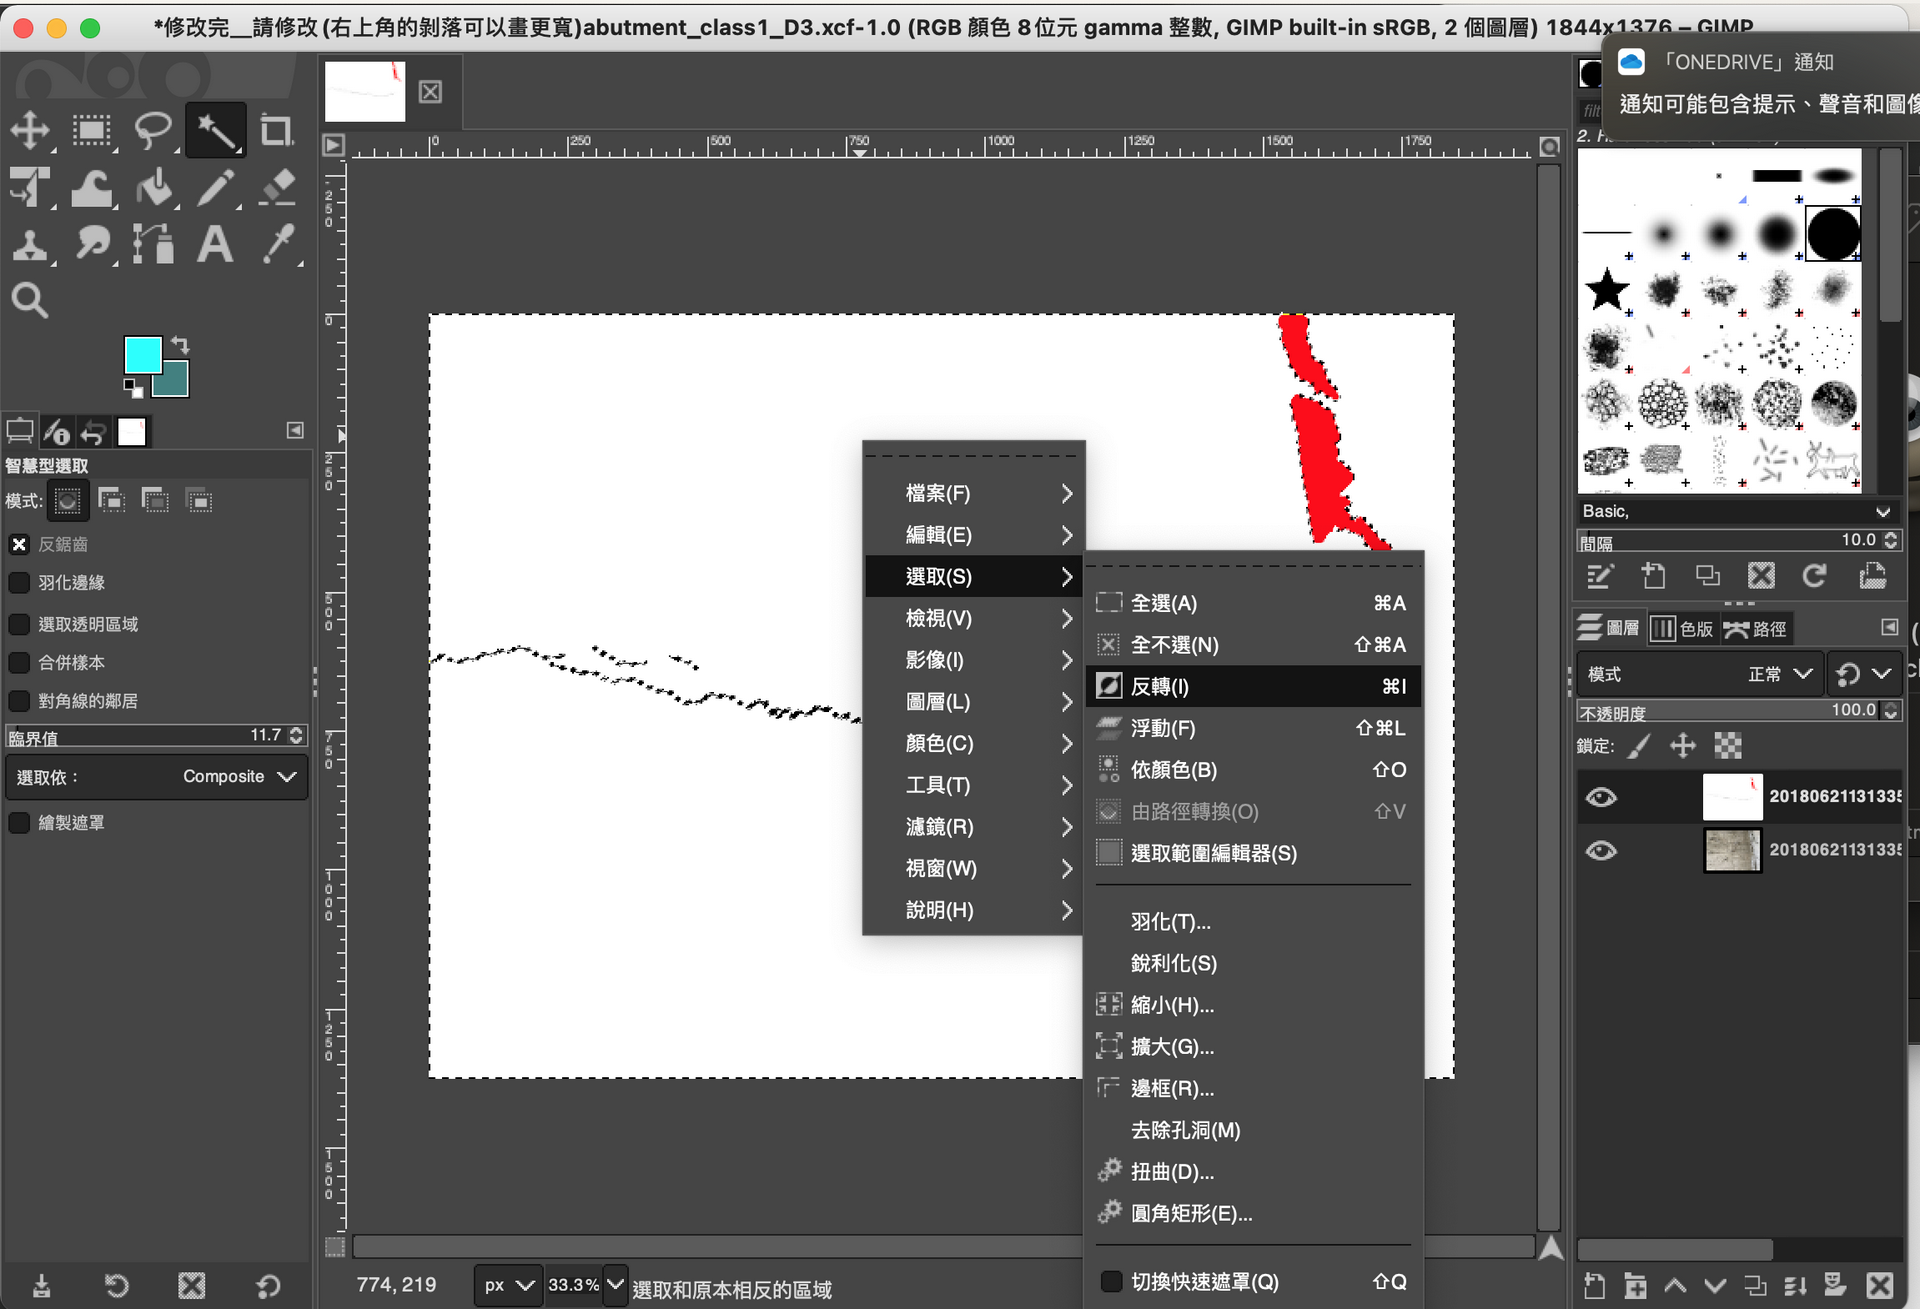 *修改完__請修改(右上角的剝落可以畫更寬)abutment_class1_D3.xcf-1.0 (RGB 顏色 8位元 gamma 整數, GIMP built-in sRGB, 2 個圖層) 1844x1376 – GIMP
「ONEDRIVE」通知
通知可能包含提示、聲音和圖像
0 250 500 750 1000 1250 1500 1750
250
0
250
500
750
1000
1250
1500
智慧型選取
模式:
反鋸齒
羽化邊緣
選取透明區域
合併樣本
對角線的鄰居
臨界值 11.7
選取依： Composite
繪製遮罩
檔案(F)
編輯(E)
選取(S)
檢視(V)
影像(I)
圖層(L)
顏色(C)
工具(T)
濾鏡(R)
視窗(W)
說明(H)
全選(A) ⌘A
全不選(N) ⇧⌘A
反轉(I) ⌘I
浮動(F) ⇧⌘L
依顏色(B) ⇧O
由路徑轉換(O) ⇧V
選取範圍編輯器(S)
羽化(T)...
銳利化(S)
縮小(H)...
擴大(G)...
邊框(R)...
去除孔洞(M)
扭曲(D)...
圓角矩形(E)...
切換快速遮罩(Q) ⇧Q
Basic,
間隔 10.0
圖層 色版 路徑
模式 正常
不透明度 100.0
鎖定:
20180621131335
20180621131335
774, 219 px 33.3% 選取和原本相反的區域